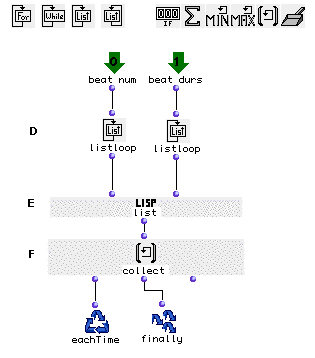 For While List List 000 IF Σ MIN MAX
0 1
beat num beat durs
D List List
listloop listloop
E LISP
list
F
collect
eachTime finally